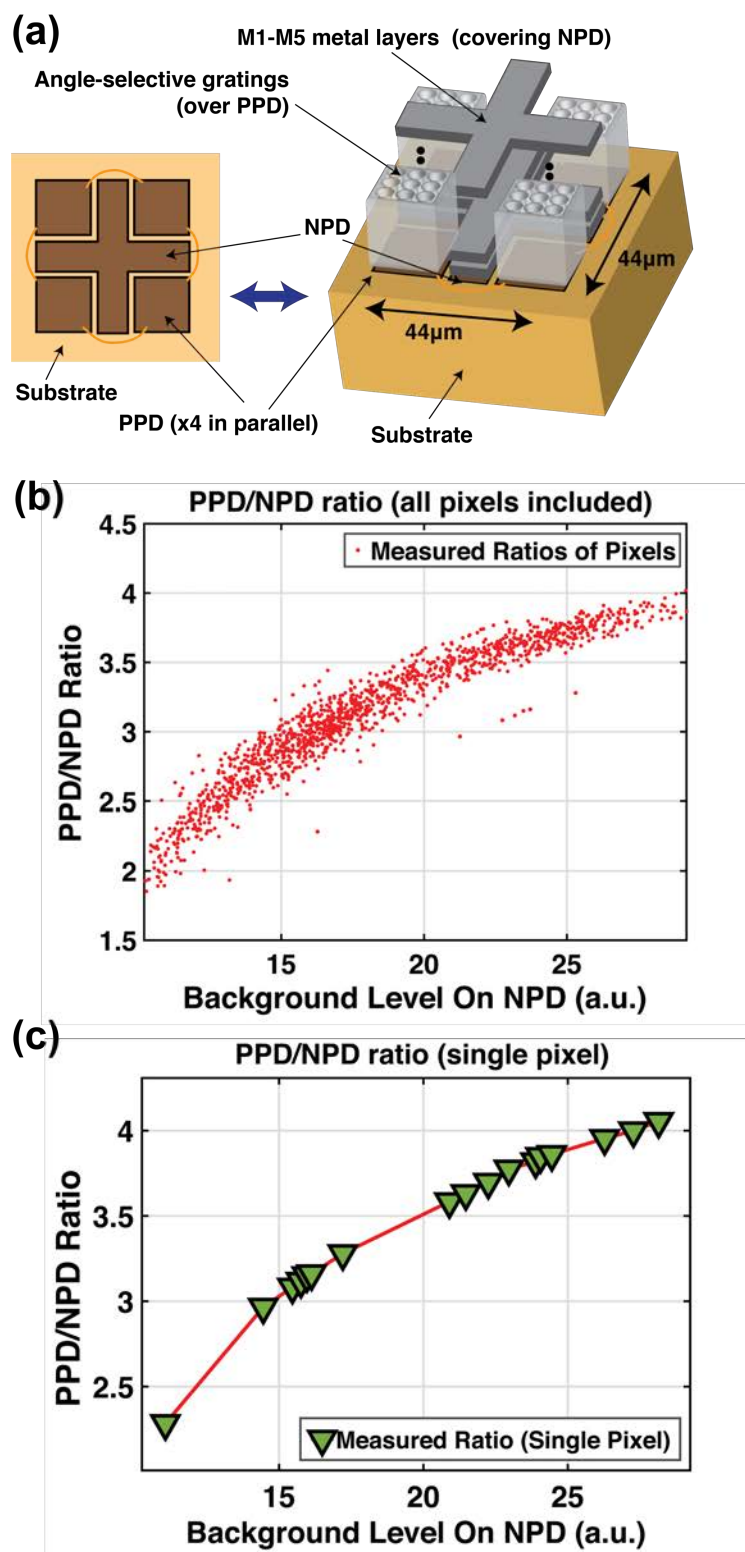 (a)
M1-M5 metal layers (covering NPD)
Angle-selective gratings
(over PPD)
NPD
44µm
44µm
Substrate
PPD (x4 in parallel)
Substrate
(b)
PPD/NPD ratio (all pixels included)
4.5
Measured Ratios of Pixels
4
3.5
3
2.5
2
1.5
PPD/NPD Ratio
15 20 25
Background Level On NPD (a.u.)
(c)
PPD/NPD ratio (single pixel)
4
3.5
3
2.5
PPD/NPD Ratio
Measured Ratio (Single Pixel)
15 20 25
Background Level On NPD (a.u.)